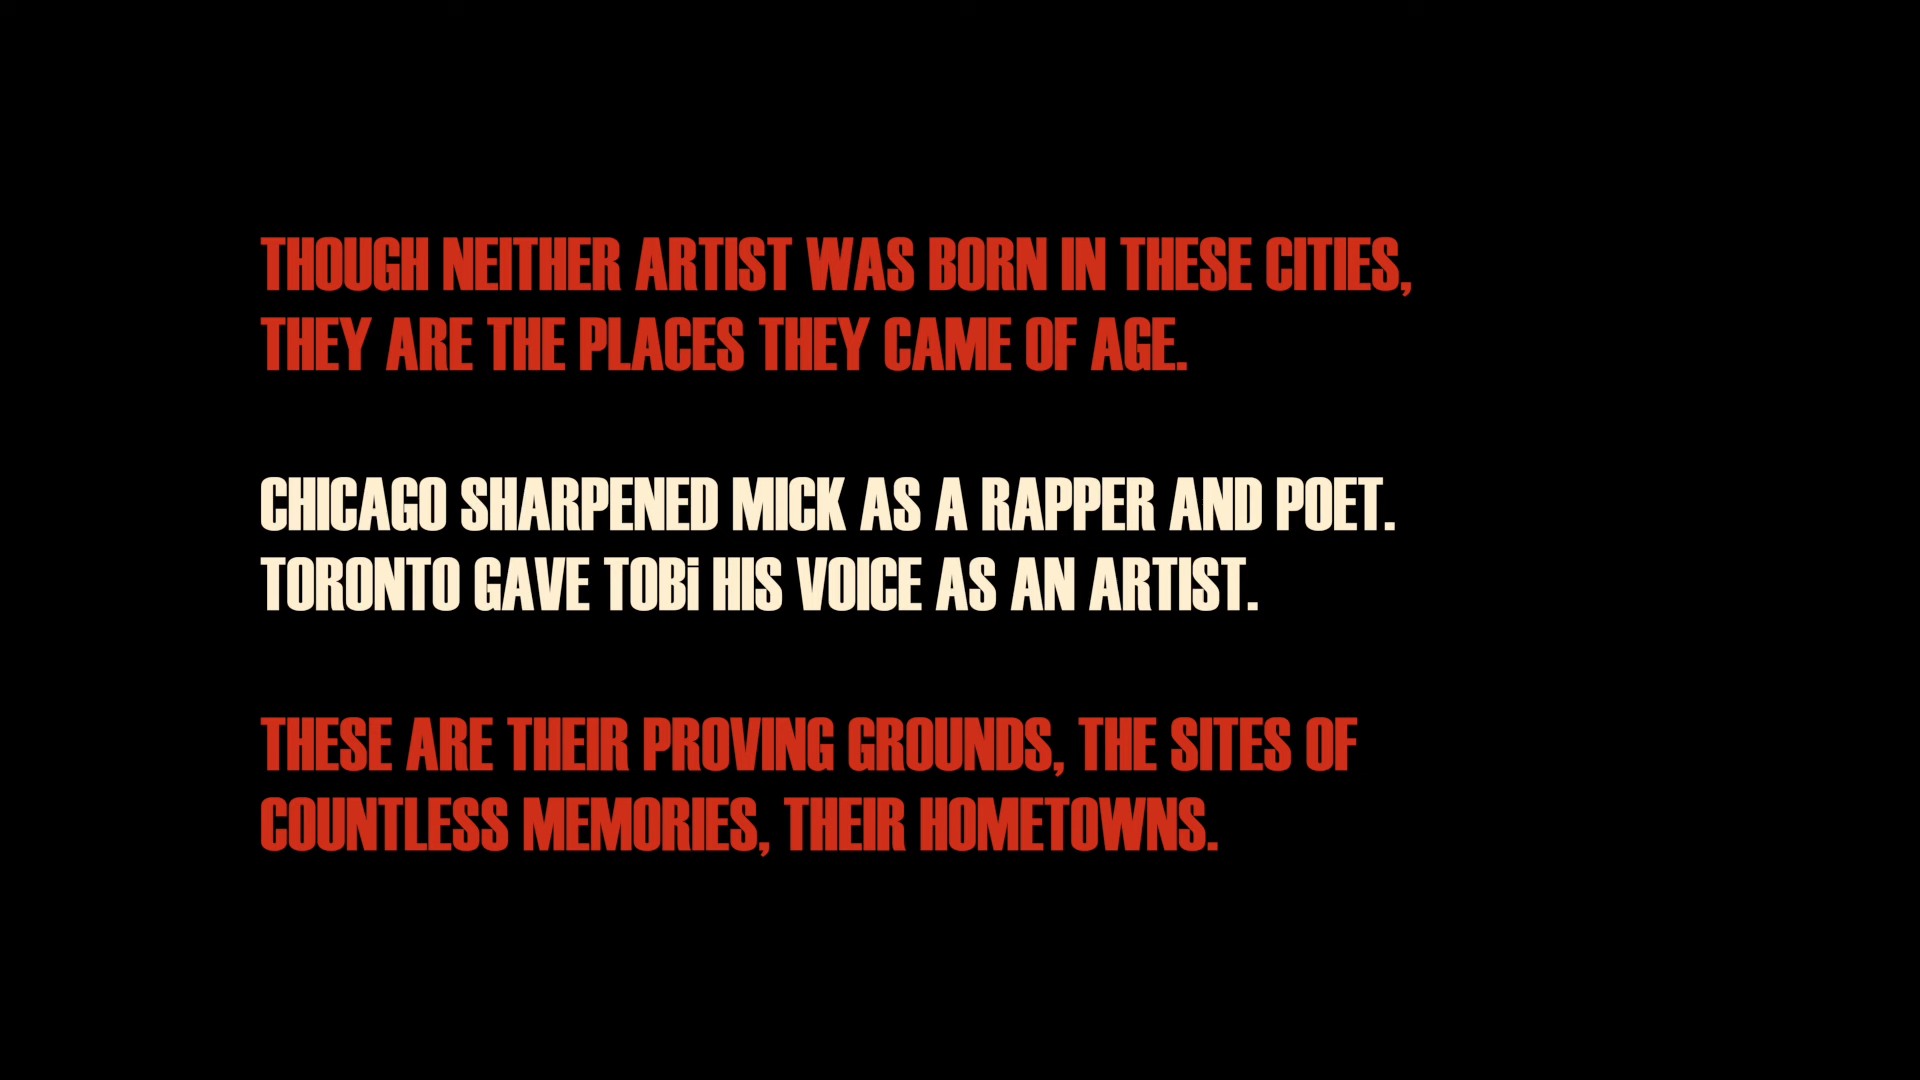 THOUGH NEITHER ARTIST WAS BORN IN THESE CITIES,
THEY ARE THE PLACES THEY CAME OF AGE.
CHICAGO SHARPENED MICK AS A RAPPER AND POET.
TORONTO GAVE TOBi HIS VOICE AS AN ARTIST.
THESE ARE THEIR PROVING GROUNDS, THE SITES OF
COUNTLESS MEMORIES, THEIR HOMETOWNS.